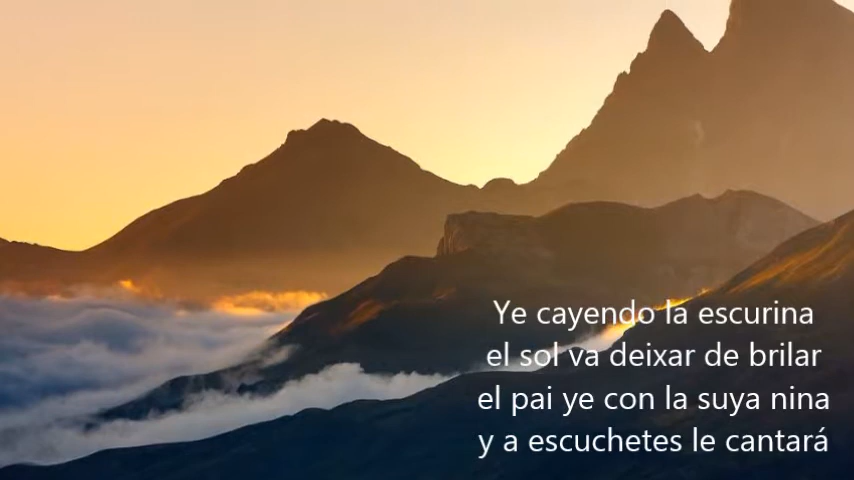 Ye cayendo la escurina
el sol va deixar de brilar
el pai ye con la suya nina
y a escuchetes le cantará